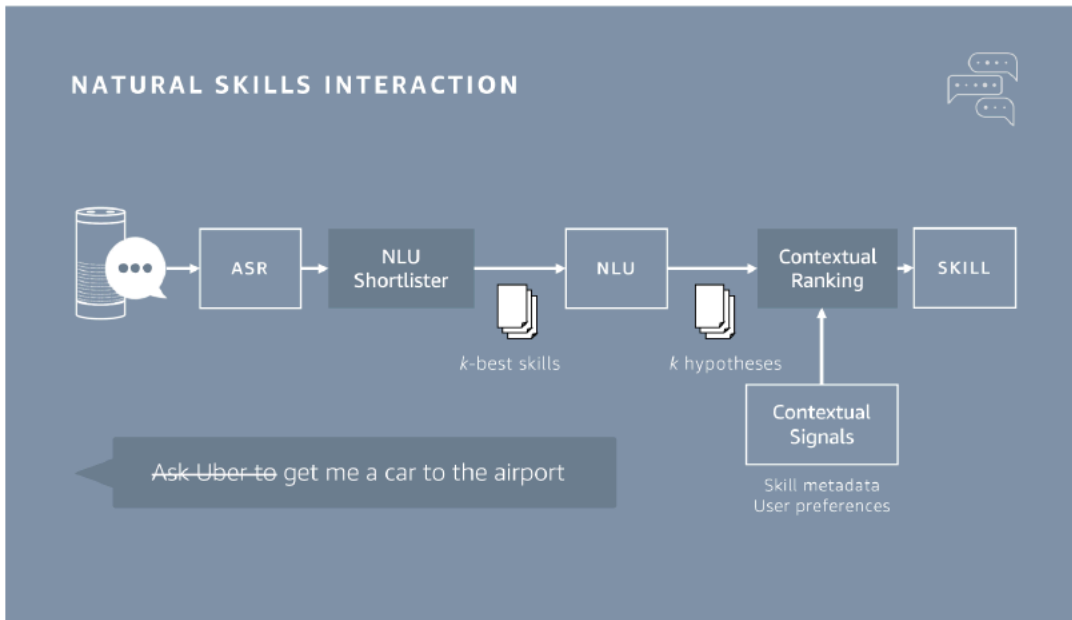 NATURAL SKILLS INTERACTION
ASR
NLU
Shortlister
NLU
Contextual
Ranking
SKILL
k-best skills
k hypotheses
Contextual
Signals
Skill metadata
User preferences
Ask Uber to get me a car to the airport